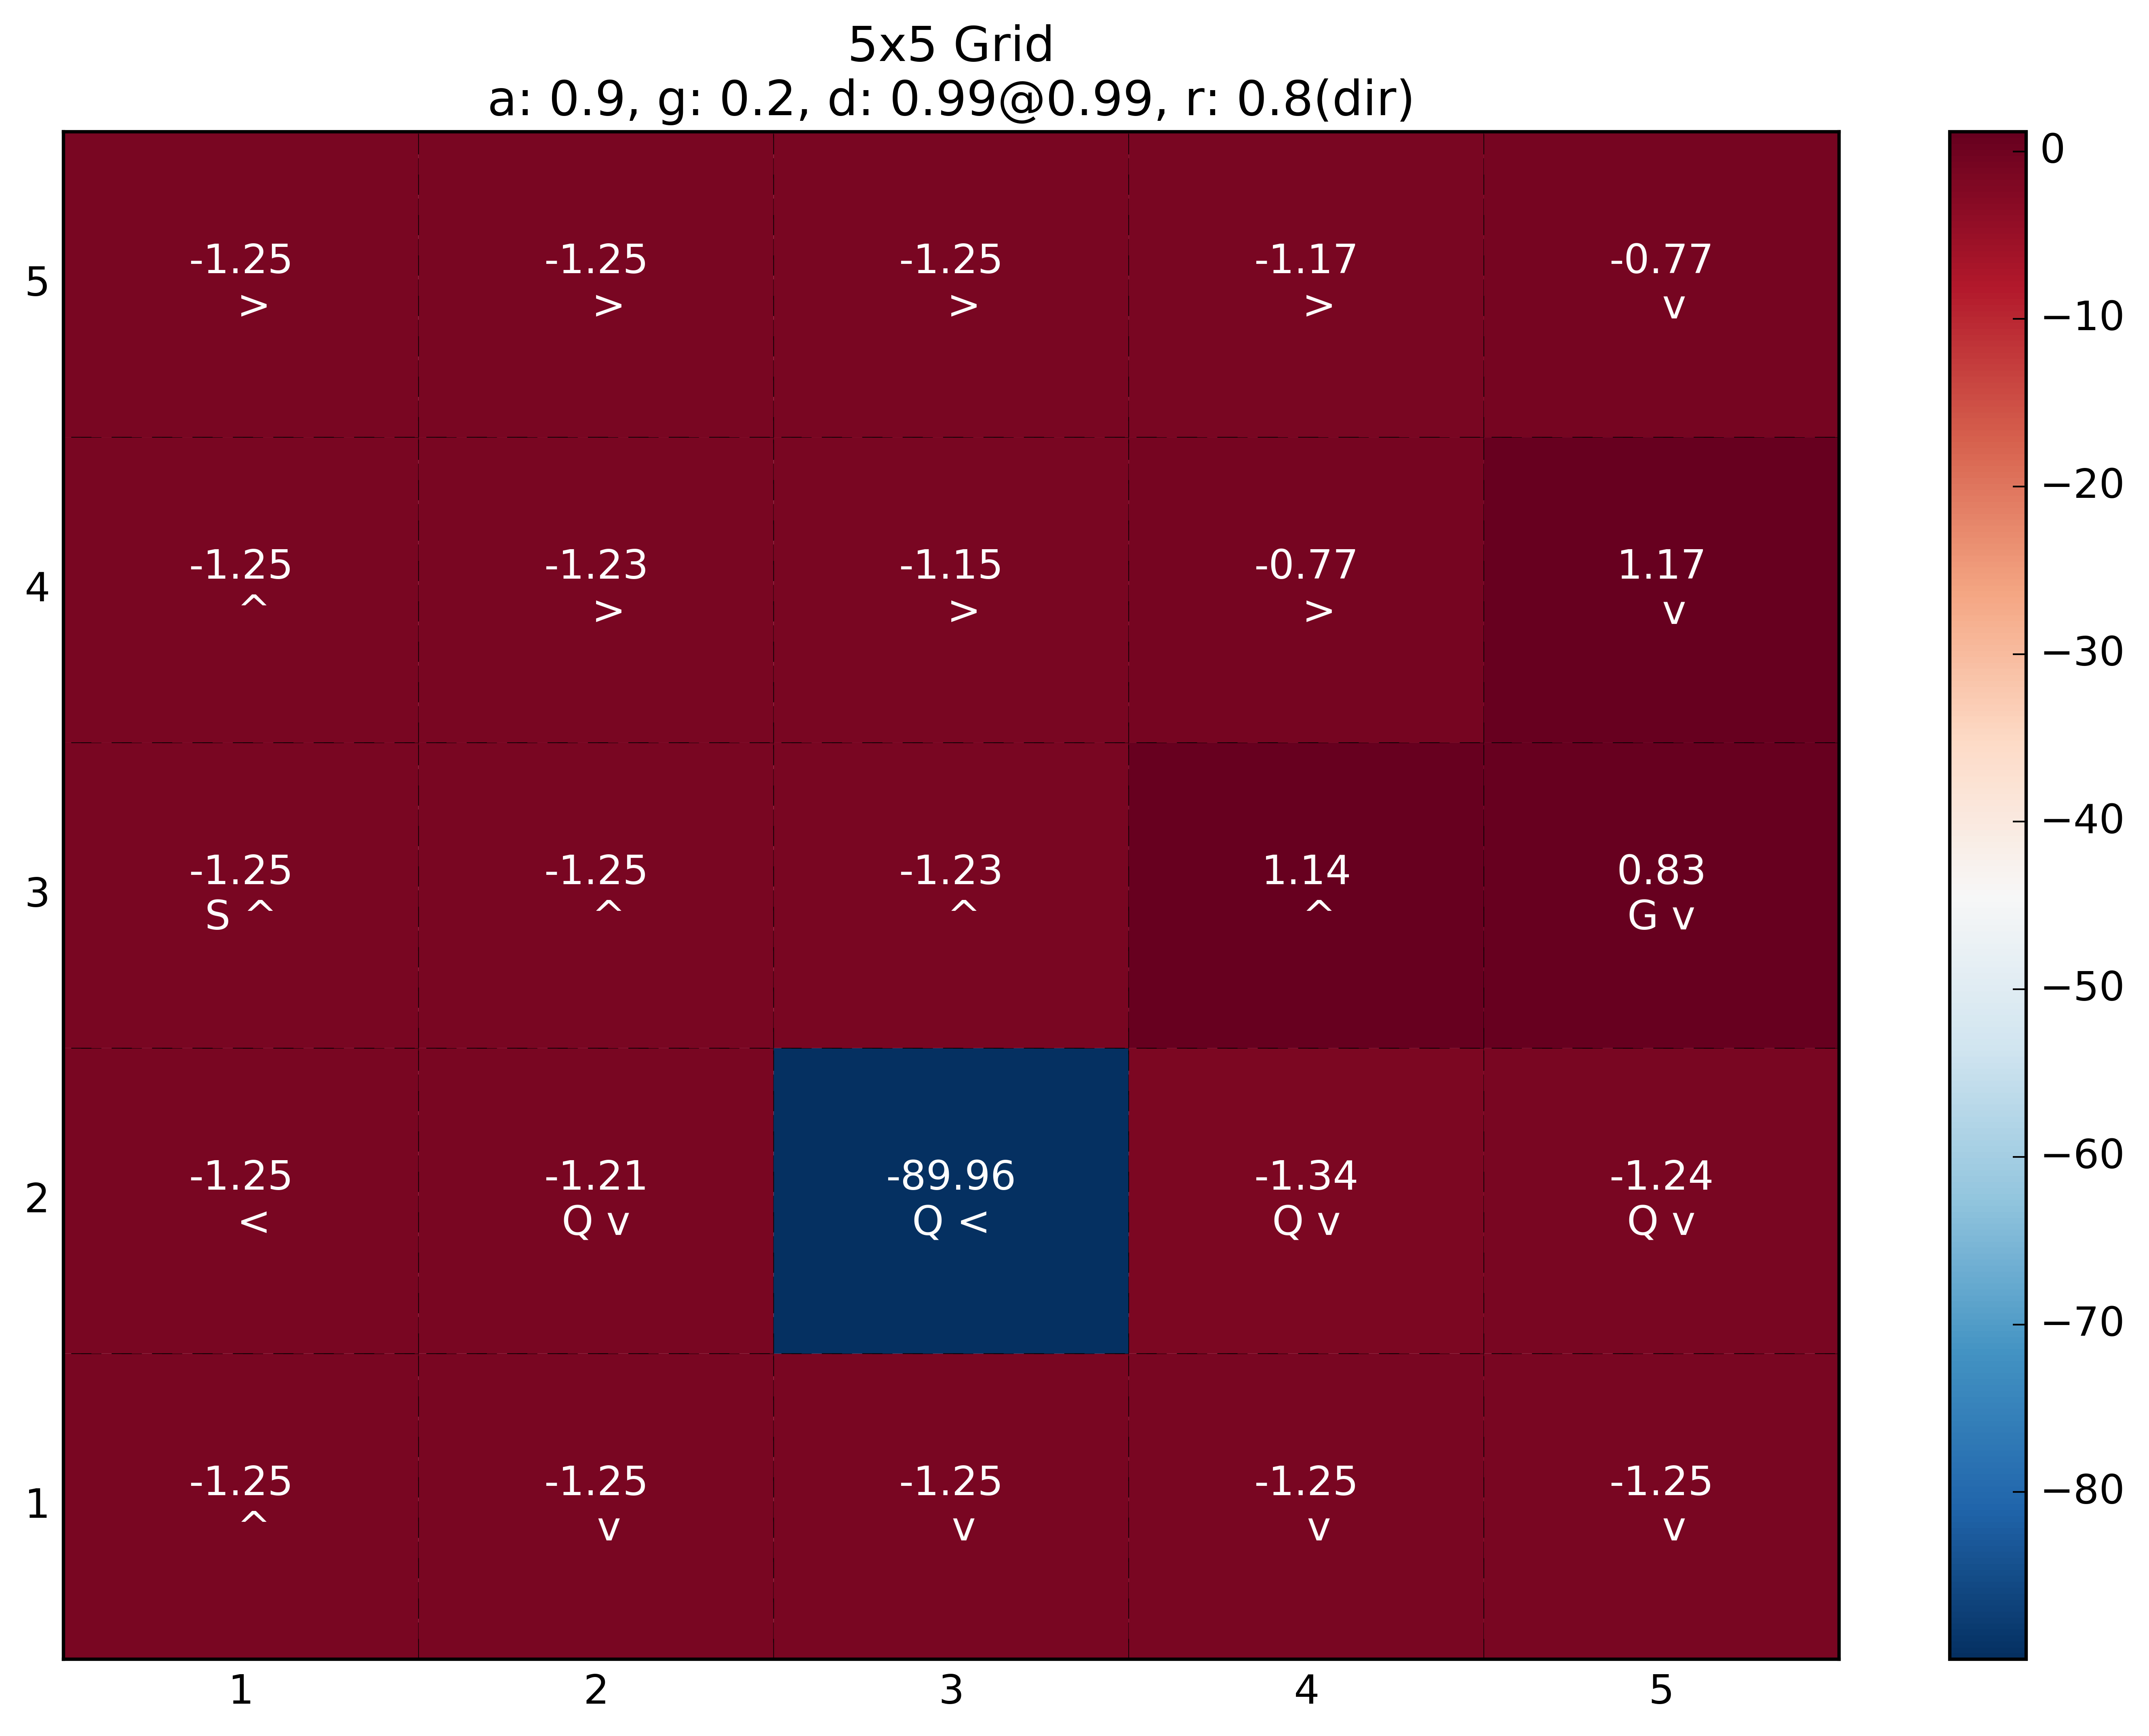 5x5 Grid
a: 0.9, g: 0.2, d: 0.99@0.99, r: 0.8(dir)
5 -1.25 -1.25 -1.25 -1.17 -0.77
> > > > v
4 -1.25 -1.23 -1.15 -0.77 1.17
^ > > > v
3 -1.25 -1.25 -1.23 1.14 0.83
S ^ ^ ^ ^ G v
2 -1.25 -1.21 -89.96 -1.34 -1.24
< Q v Q < Q v Q v
1 -1.25 -1.25 -1.25 -1.25 -1.25
^ v v v v
1 2 3 4 5
0
−10
−20
−30
−40
−50
−60
−70
−80